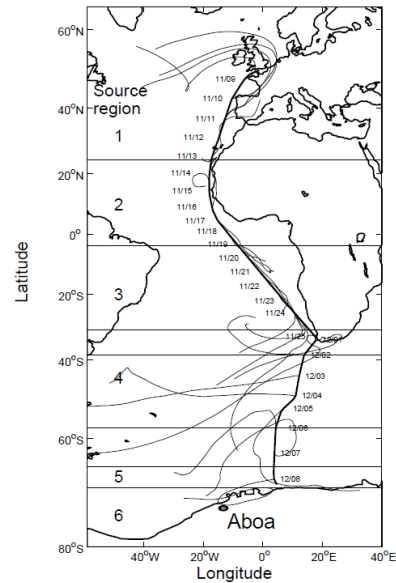 60°N
Source
region
11/09
40°N
11/10
11/11
1
11/12
11/13
20°N
11/14
11/15
2
11/16
11/17
0°
11/18
11/19
11/20
11/21
3
11/22
20°S
11/23
11/24
11/25
12/01
40°S
12/02
4
12/03
12/04
12/05
60°S
12/06
12/07
5
12/08
6
Aboa
80°S
40°W
20°W
0°
20°E
40°E
Longitude
Latitude